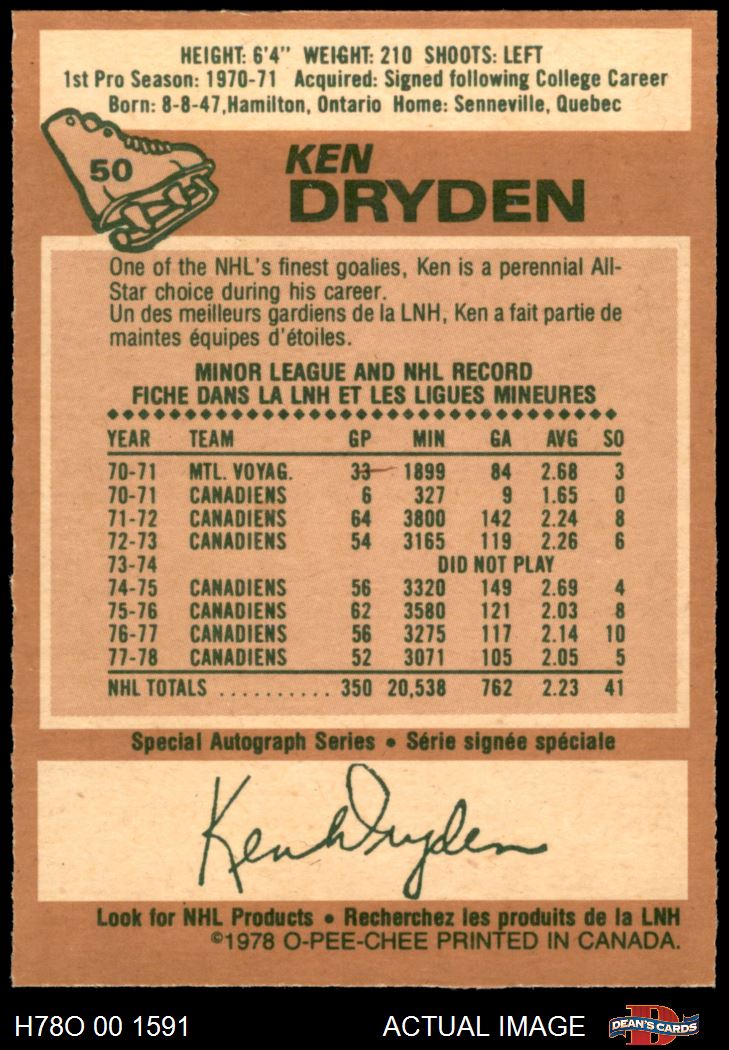 HEIGHT: 6'4" WEIGHT: 210 SHOOTS: LEFT
1st Pro Season: 1970-71 Acquired: Signed following College Career
Born: 8-8-47, Hamilton, Ontario Home: Senneville, Quebec
50
KEN
DRYDEN
One of the NHL's finest goalies, Ken is a perennial All-
Star choice during his career.
Un des meilleurs gardiens de la LNH, Ken a fait partie de
maintes équipes d'étoiles.
MINOR LEAGUE AND NHL RECORD
FICHE DANS LA LNH ET LES LIGUES MINEURES
YEAR TEAM GP MIN GA AVG SO
70-71 MTL. VOYAG. 33 1899 84 2.68 3
70-71 CANADIENS 6 327 9 1.65 0
71-72 CANADIENS 64 3800 142 2.24 8
72-73 CANADIENS 54 3165 119 2.26 6
73-74 DID NOT PLAY
74-75 CANADIENS 56 3320 149 2.69 4
75-76 CANADIENS 62 3580 121 2.03 8
76-77 CANADIENS 56 3275 117 2.14 10
77-78 CANADIENS 52 3071 105 2.05 5
NHL TOTALS .......... 350 20,538 762 2.23 41
Special Autograph Series • Série signée spéciale
Ken Dryden
Look for NHL Products • Recherchez les produits de la LNH
©1978 O-PEE-CHEE PRINTED IN CANADA.
H78O 00 1591 ACTUAL IMAGE D DEAN'S CARDS